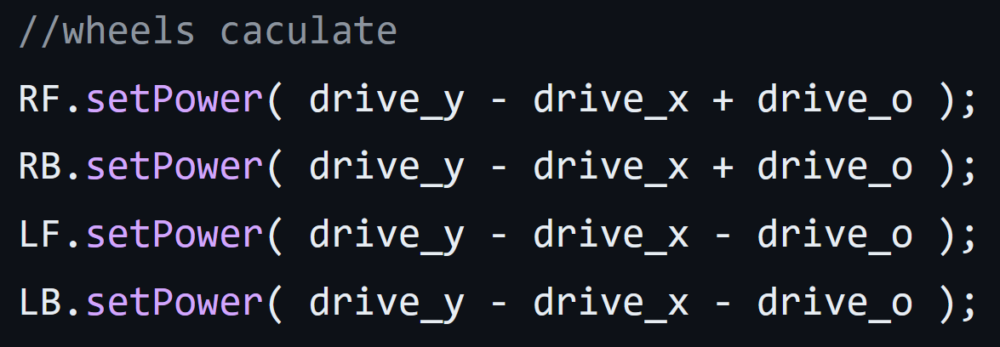 //wheels caculate
RF.setPower( drive_y - drive_x + drive_o );
RB.setPower( drive_y - drive_x + drive_o );
LF.setPower( drive_y - drive_x - drive_o );
LB.setPower( drive_y - drive_x - drive_o );